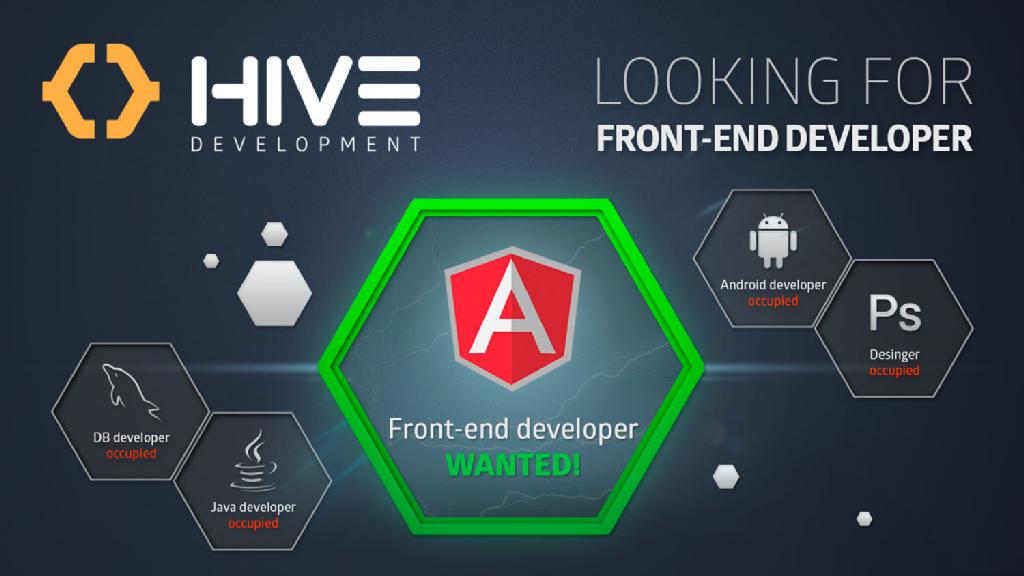 HIVE
DEVELOPMENT
LOOKING FOR
FRONT-END DEVELOPER
Android developer
occupied
Ps
Desinger
occupied
Front-end developer
WANTED!
DB developer
occupied
Java developer
occupied